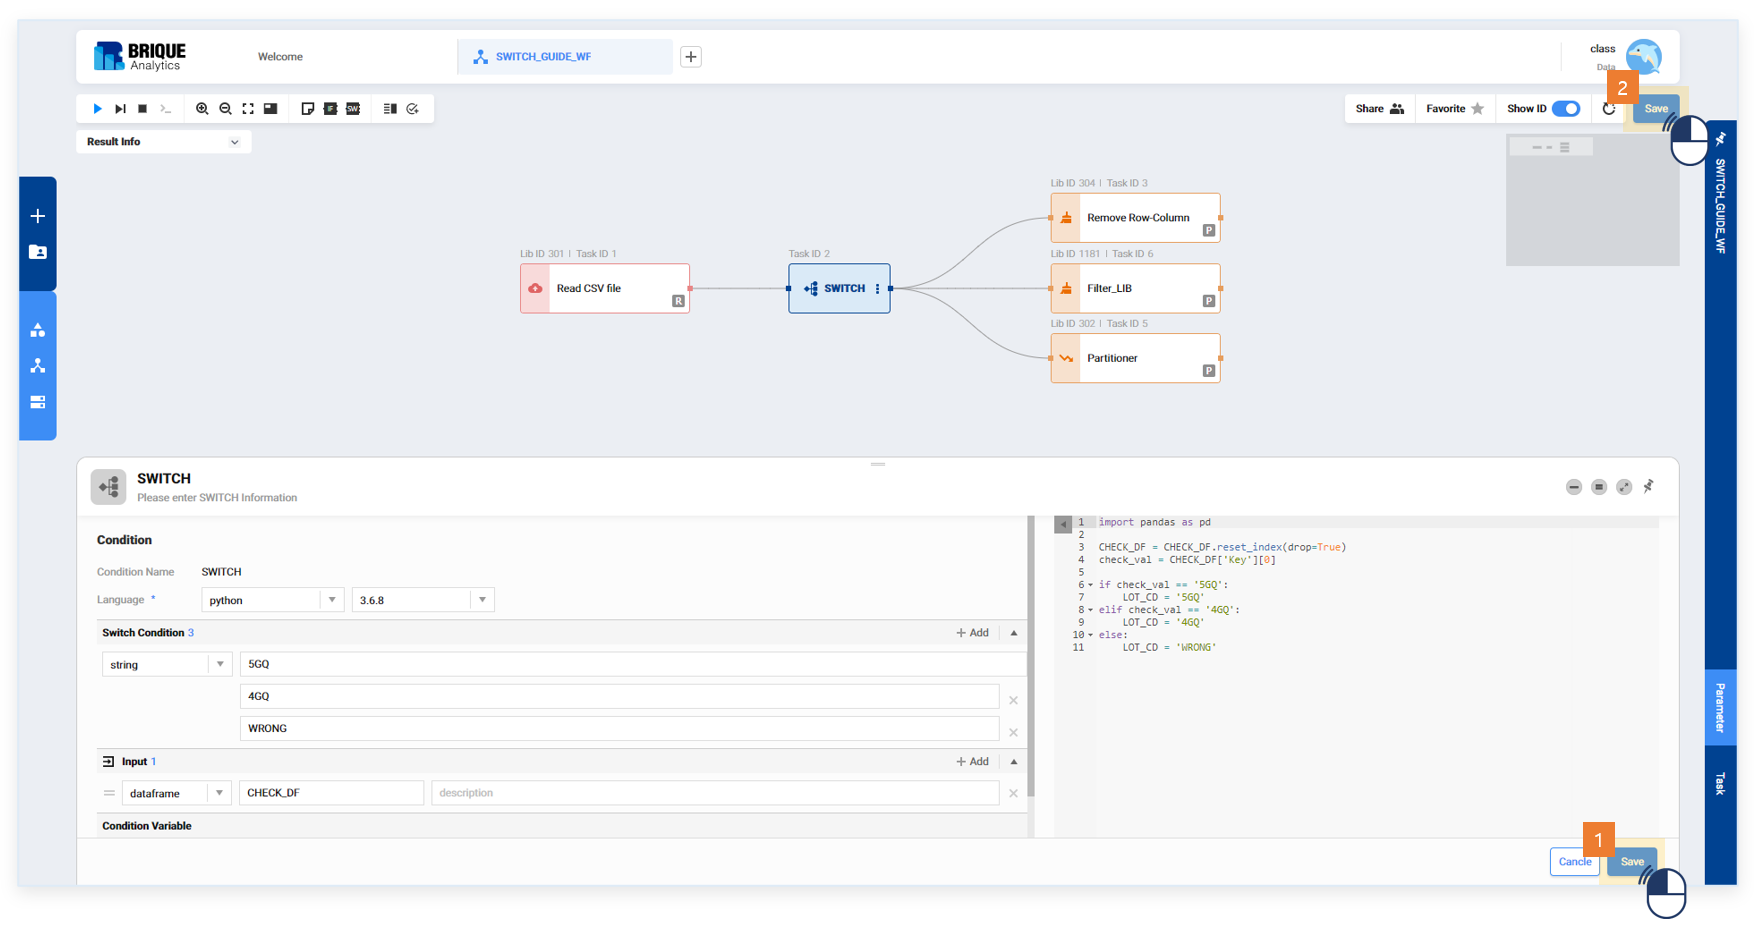 BRIQUE
Analytics
Welcome
SWITCH_GUIDE_WF
class
Data
2
IF
SW
Share
Favorite
Show ID
Save
Result Info
SWITCH_GUIDE_WF
Lib ID 304 | Task ID 3
Remove Row-Column
P
Lib ID 301 | Task ID 1
Read CSV file
R
Task ID 2
SWITCH
Lib ID 1181 | Task ID 6
Filter_LIB
P
Lib ID 302 | Task ID 5
Partitioner
P
SWITCH
Please enter SWITCH Information
Condition
Condition Name SWITCH
Language * python 3.6.8
Switch Condition 3 + Add
string 5GQ
4GQ
WRONG
Input 1 + Add
dataframe CHECK_DF description
Condition Variable
1 import pandas as pd
2
3 CHECK_DF = CHECK_DF.reset_index(drop=True)
4 check_val = CHECK_DF['Key'][0]
5
6 if check_val == '5GQ':
7 LOT_CD = '5GQ'
8 elif check_val == '4GQ':
9 LOT_CD = '4GQ'
10 else:
11 LOT_CD = 'WRONG'
Parameter
Task
1
Cancle
Save